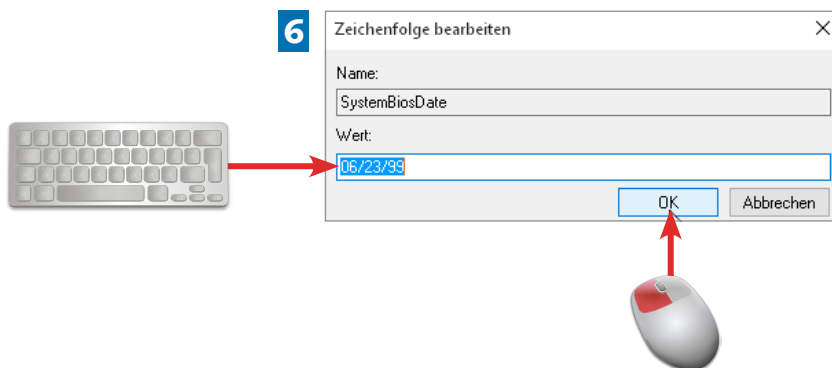 6
Zeichenfolge bearbeiten
Name:
SystemBiosDate
Wert:
06/23/99
OK
Abbrechen